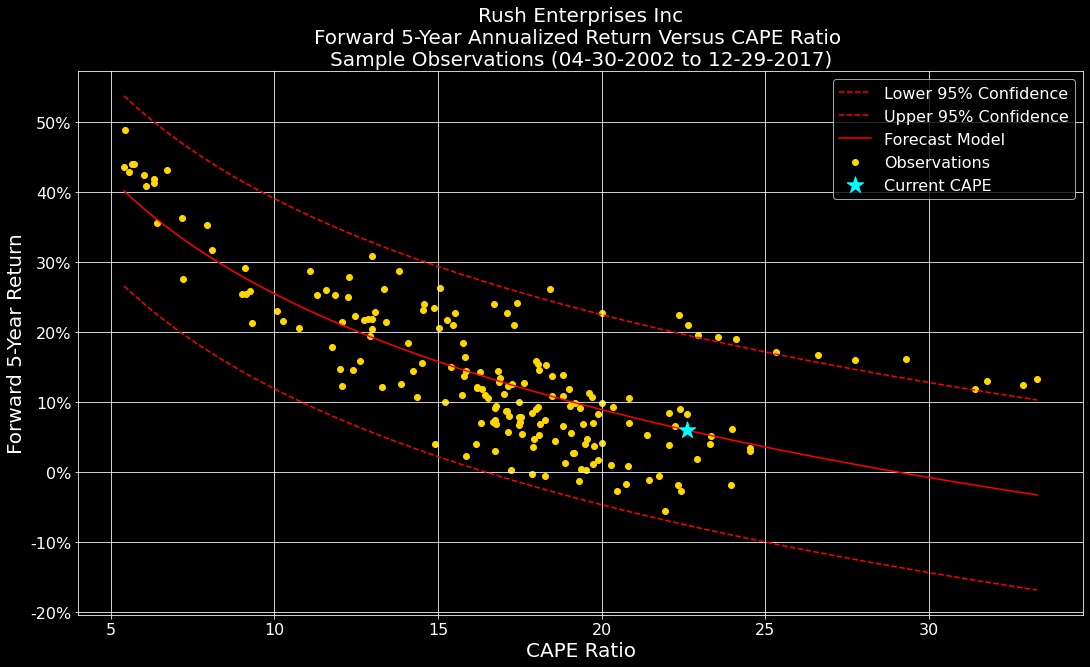 Rush Enterprises Inc
Forward 5-Year Annualized Return Versus CAPE Ratio
Sample Observations (04-30-2002 to 12-29-2017)
Lower 95% Confidence
Upper 95% Confidence
Forecast Model
Observations
Current CAPE
Forward 5-Year Return
50%
40%
30%
20%
10%
0%
-10%
-20%
5
10
15
20
25
30
CAPE Ratio